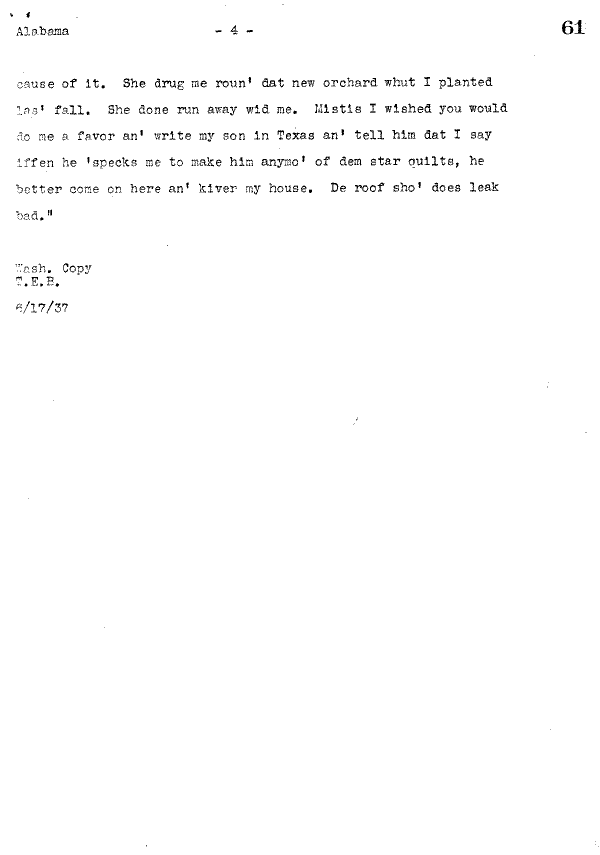 Alabama - 4 - 61
cause of it. She drug me roun' dat new orchard whut I planted
las' fall. She done run away wid me. Mistis I wished you would
do me a favor an' write my son in Texas an' tell him dat I say
iffen he 'specks me to make him anymo' of dem star quilts, he
better come on here an' kiver my house. De roof sho' does leak
bad."
Wash. Copy
T.E.B.
6/17/37